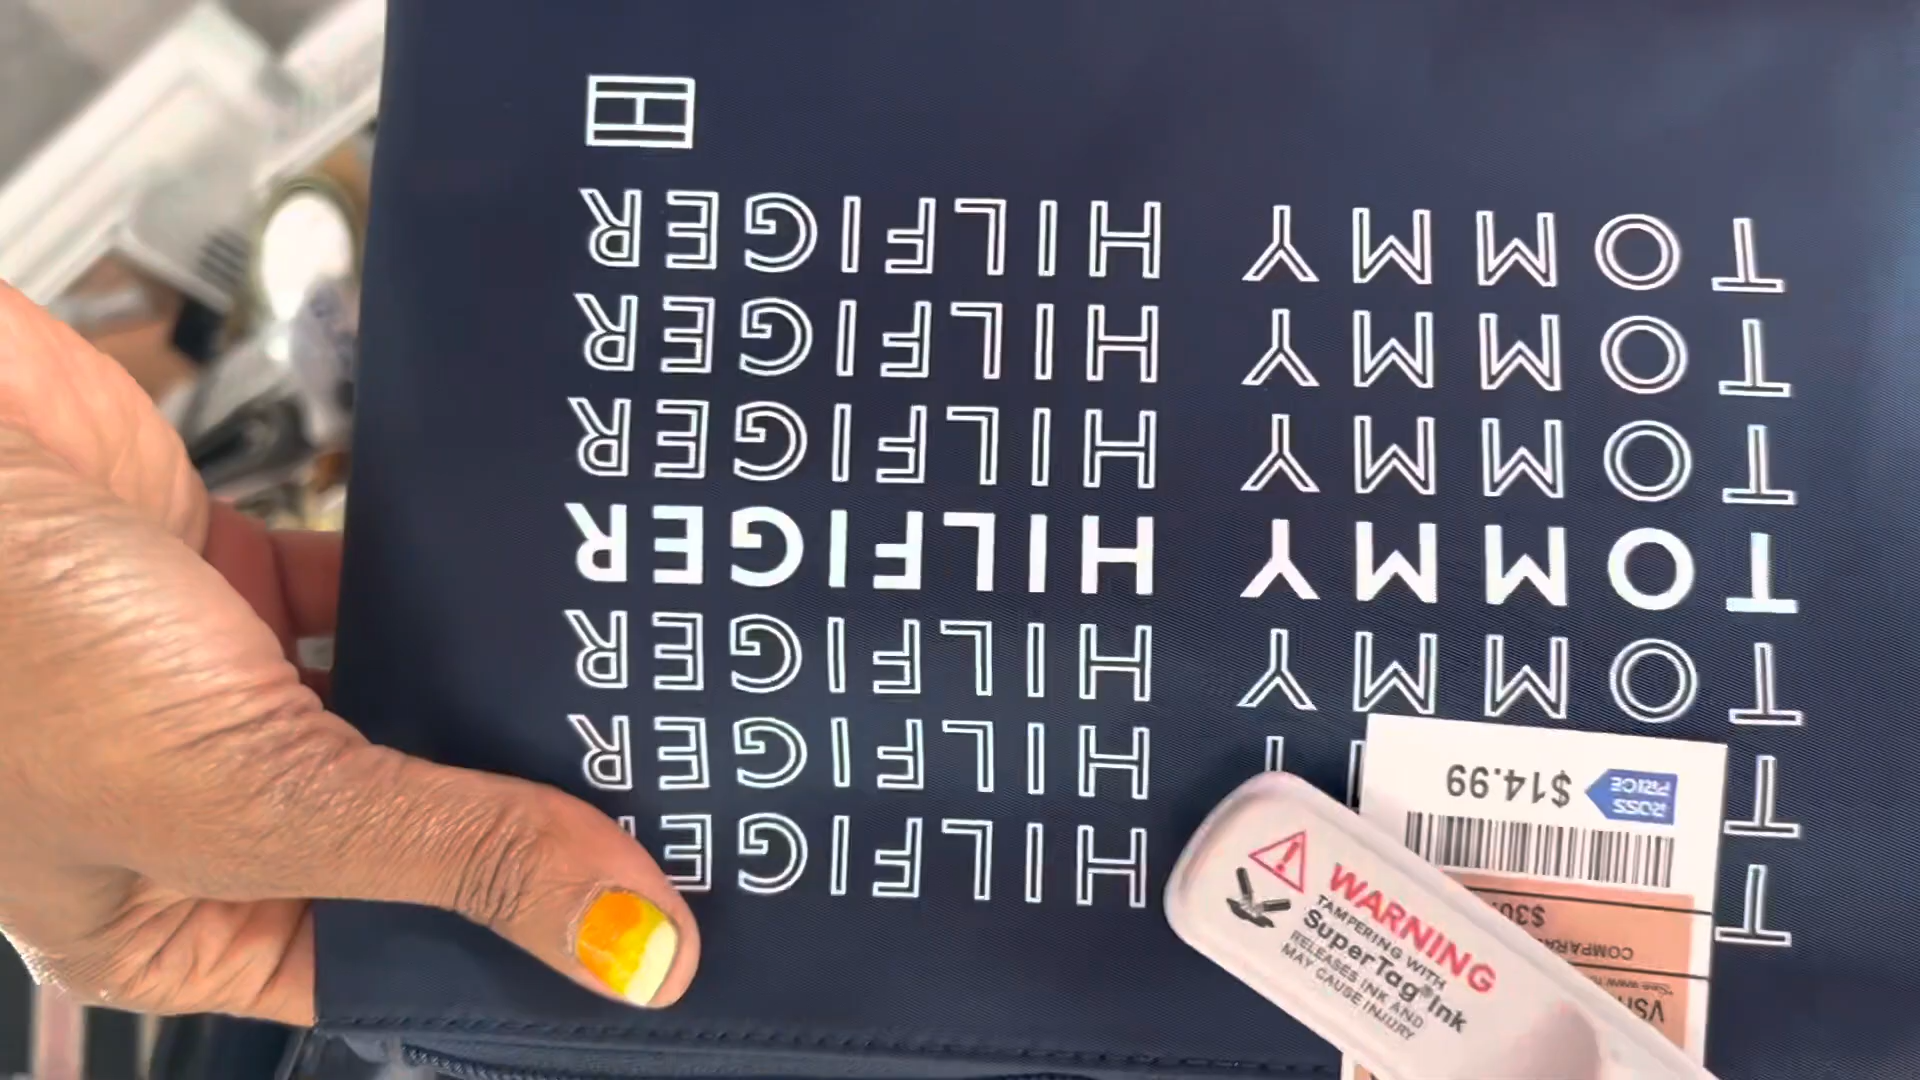 T HILFIGE
T HILFIGER
TOMMY HILFIGER
TOMMY HILFIGER
TOMMY HILFIGER
TOMMY HILFIGER
TOMMY HILFIGER
ROSS
PRICE
$14.99
WARNING
TAMPERING WITH
SuperTag® Ink
RELEASES INK AND
MAY CAUSE INJURY